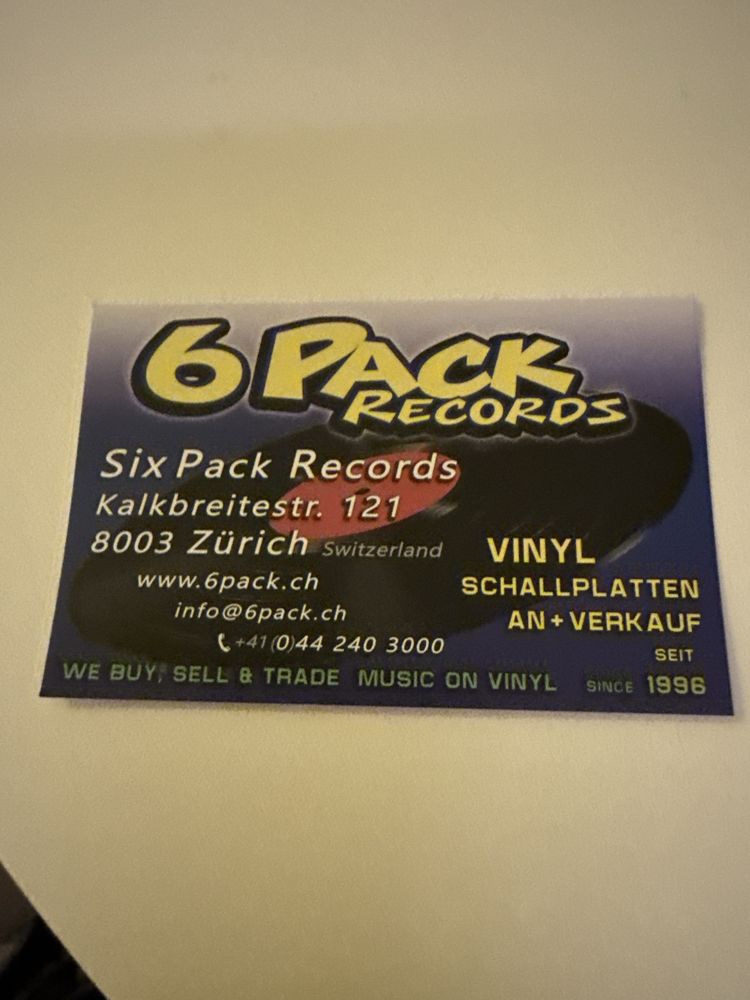 6 PACK
RECORDS
Six Pack Records
Kalkbreitestr. 121
8003 Zürich Switzerland
www.6pack.ch
info@6pack.ch
+41(0)44 240 3000
VINYL
SCHALLPLATTEN
AN+VERKAUF
SEIT
WE BUY, SELL & TRADE MUSIC ON VINYL SINCE 1996